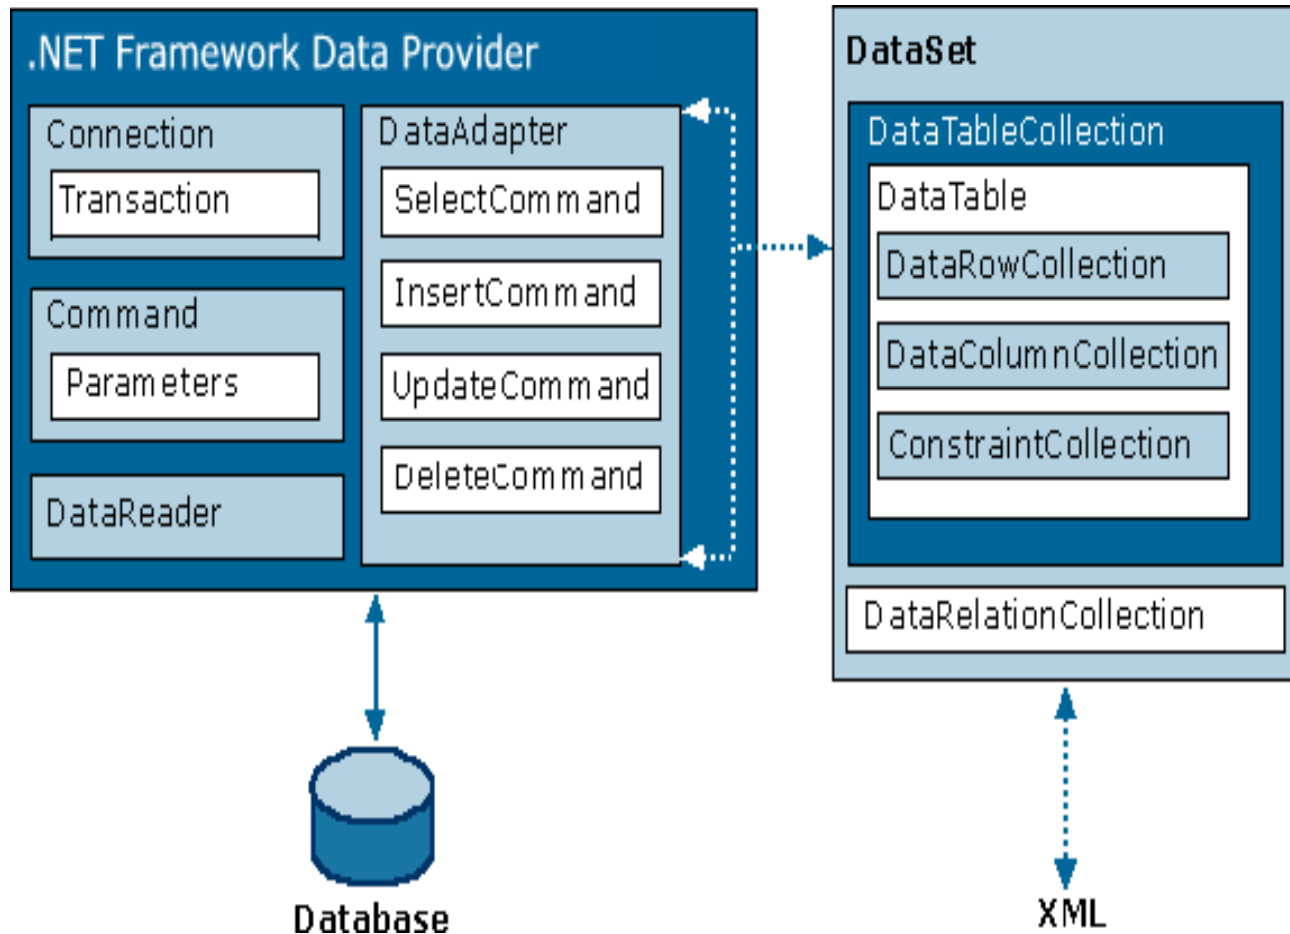 .NET Framework Data Provider
Connection
Transaction
Command
Parameters
DataReader
DataAdapter
SelectCommand
InsertCommand
UpdateCommand
DeleteCommand
Database
DataSet
DataTableCollection
DataTable
DataRowCollection
DataColumnCollection
ConstraintCollection
DataRelationCollection
XML